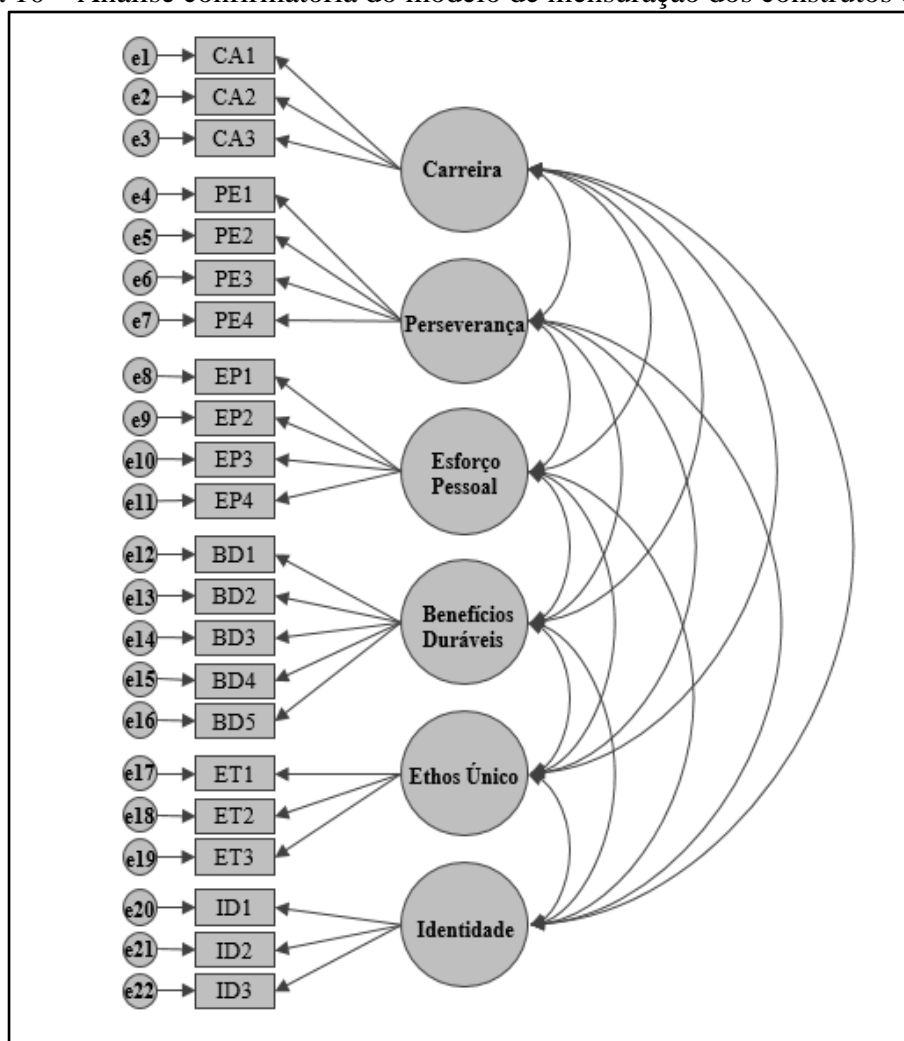 Análise confirmatória do modelo de mensuração dos construtos
e1 CA1
e2 CA2
e3 CA3
Carreira
e4 PE1
e5 PE2
e6 PE3
e7 PE4
Perseverança
e8 EP1
e9 EP2
e10 EP3
e11 EP4
Esforço
Pessoal
e12 BD1
e13 BD2
e14 BD3
e15 BD4
e16 BD5
Benefícios
Duráveis
e17 ET1
e18 ET2
e19 ET3
Ethos Único
e20 ID1
e21 ID2
e22 ID3
Identidade